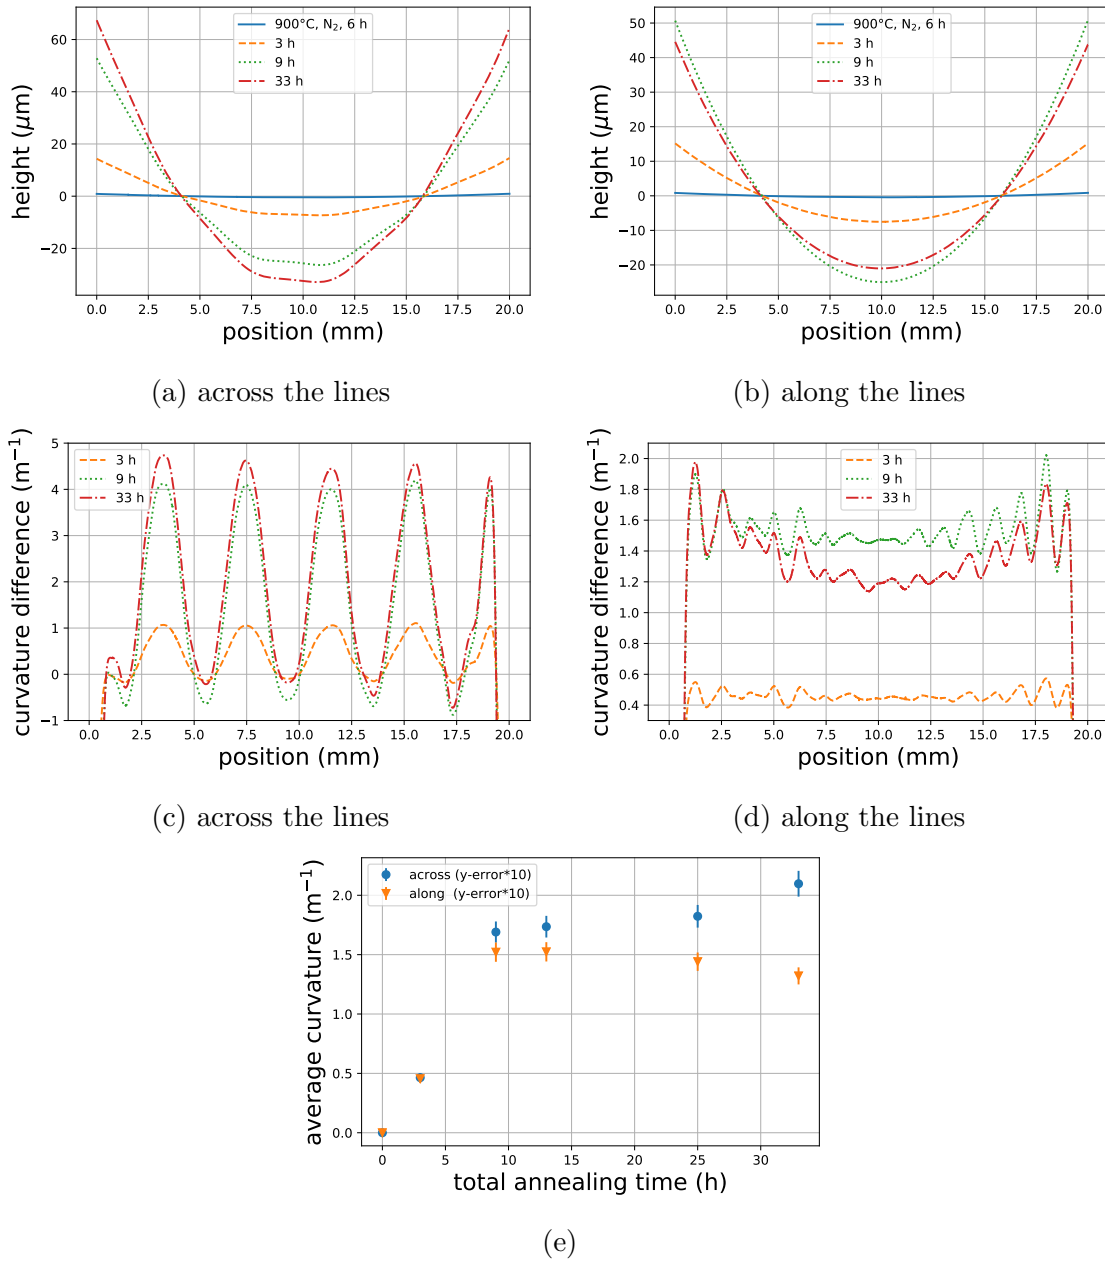 900°C, N₂, 6 h
3 h
9 h
33 h
60
40
20
0
−20
height (μm)
0.0 2.5 5.0 7.5 10.0 12.5 15.0 17.5 20.0
position (mm)
(a) across the lines
900°C, N₂, 6 h
3 h
9 h
33 h
50
40
30
20
10
0
−10
−20
height (μm)
0.0 2.5 5.0 7.5 10.0 12.5 15.0 17.5 20.0
position (mm)
(b) along the lines
3 h
9 h
33 h
5
4
3
2
1
0
−1
curvature difference (m⁻¹)
0.0 2.5 5.0 7.5 10.0 12.5 15.0 17.5 20.0
position (mm)
(c) across the lines
3 h
9 h
33 h
2.0
1.8
1.6
1.4
1.2
1.0
0.8
0.6
0.4
curvature difference (m⁻¹)
0.0 2.5 5.0 7.5 10.0 12.5 15.0 17.5 20.0
position (mm)
(d) along the lines
across (y-error*10)
along (y-error*10)
2.0
1.5
1.0
0.5
0.0
average curvature (m⁻¹)
0 5 10 15 20 25 30
total annealing time (h)
(e)